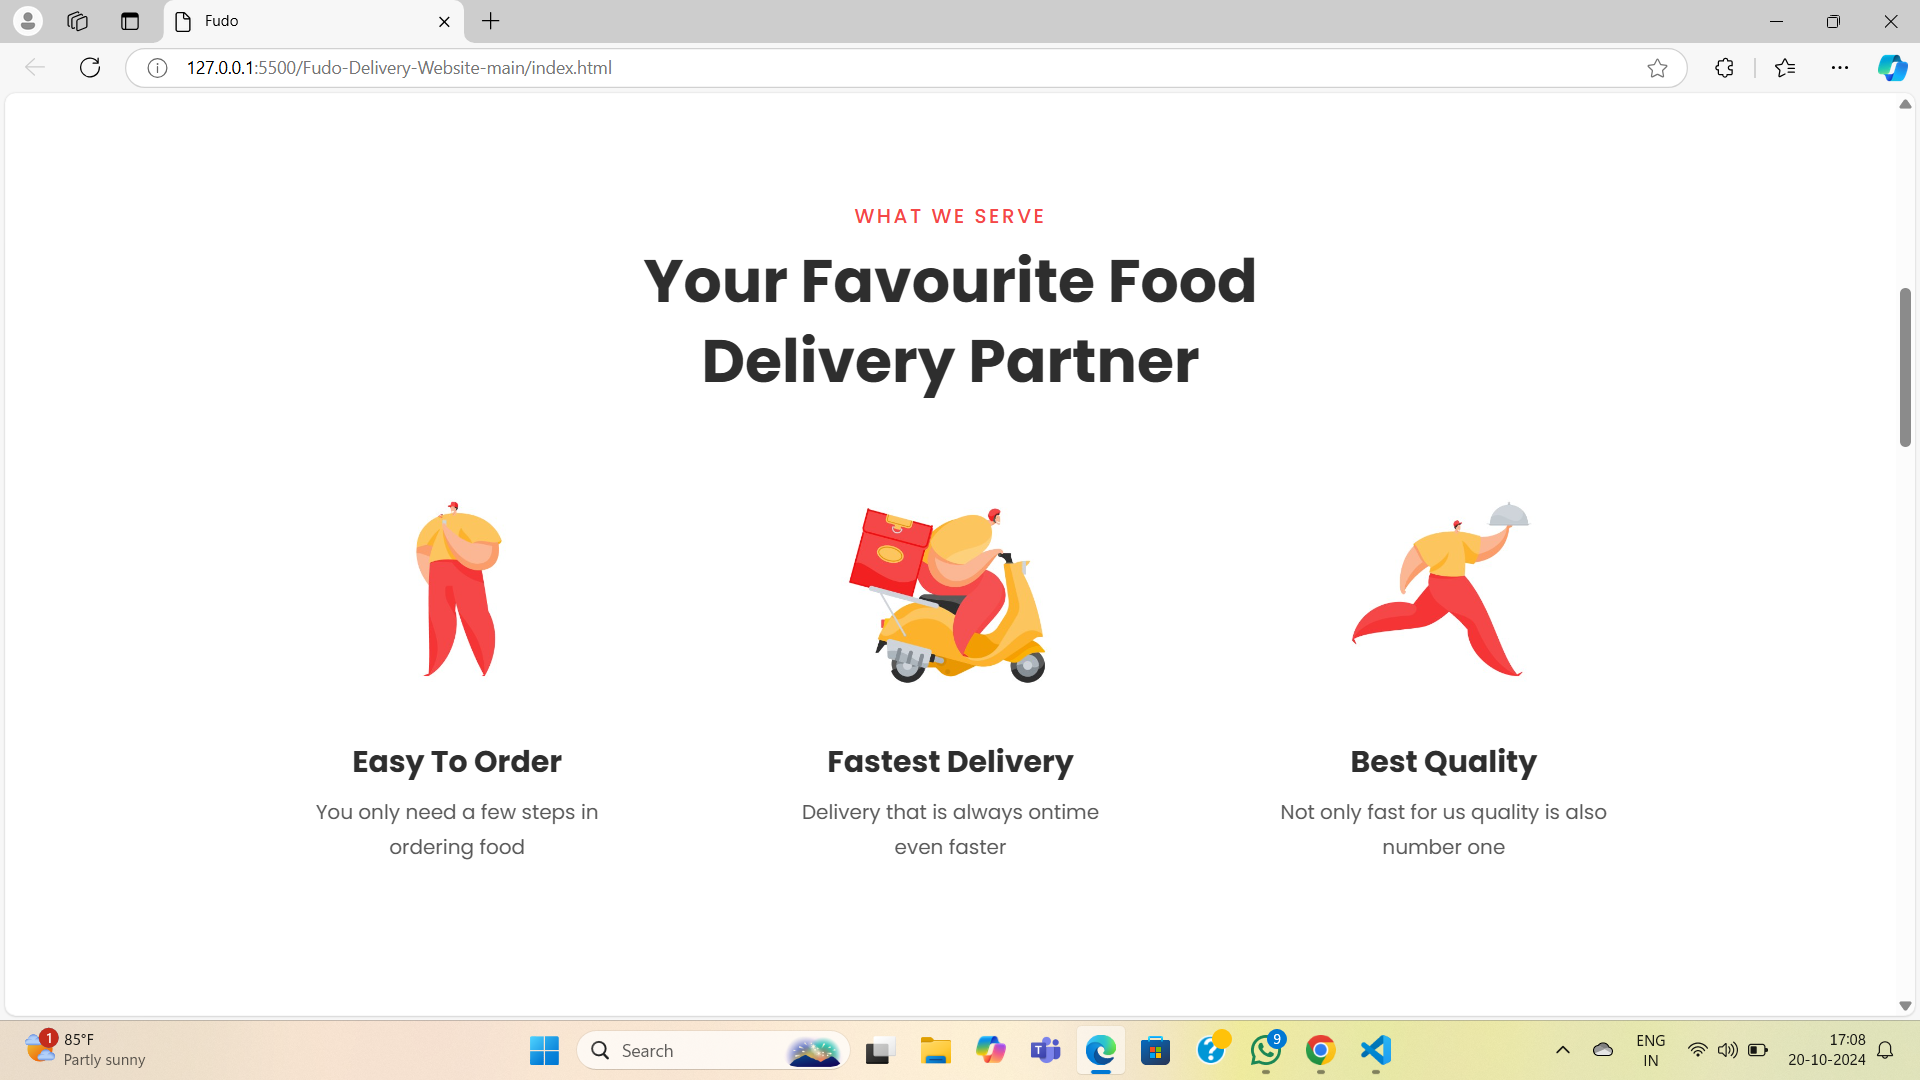 Fudo
127.0.0.1:5500/Fudo-Delivery-Website-main/index.html
WHAT WE SERVE
Your Favourite Food
Delivery Partner
Easy To Order
You only need a few steps in
ordering food
Fastest Delivery
Delivery that is always ontime
even faster
Best Quality
Not only fast for us quality is also
number one
1
85°F
Partly sunny
Search
9
ENG
IN
17:08
20-10-2024